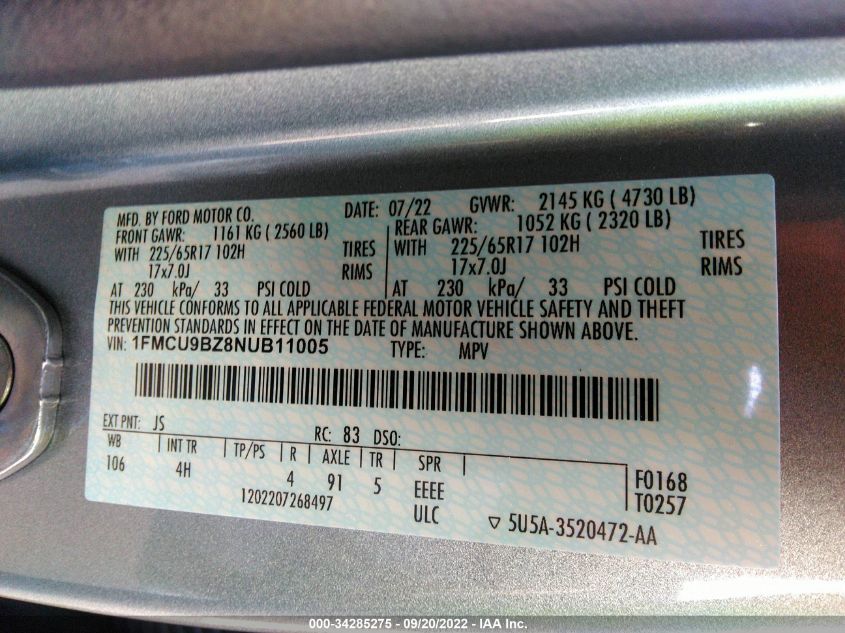 MFD. BY FORD MOTOR CO. DATE: 07/22 GVWR: 2145 KG ( 4730 LB)
FRONT GAWR: 1161 KG ( 2560 LB) REAR GAWR: 1052 KG ( 2320 LB)
WITH 225/65R17 102H TIRES WITH 225/65R17 102H TIRES
17x7.0J RIMS 17x7.0J RIMS
AT 230 kPa/ 33 PSI COLD AT 230 kPa/ 33 PSI COLD
THIS VEHICLE CONFORMS TO ALL APPLICABLE FEDERAL MOTOR VEHICLE SAFETY AND THEFT
PREVENTION STANDARDS IN EFFECT ON THE DATE OF MANUFACTURE SHOWN ABOVE.
VIN: 1FMCU9BZ8NUB11005 TYPE: MPV
EXT PNT: JS RC: 83 DSO:
WB INT TR TP/PS R AXLE TR SPR
106 4H 4 91 5 EEEE F0168
1202207268497 ULC T0257
5U5A-3520472-AA
000-34285275 - 09/20/2022 - IAA Inc.